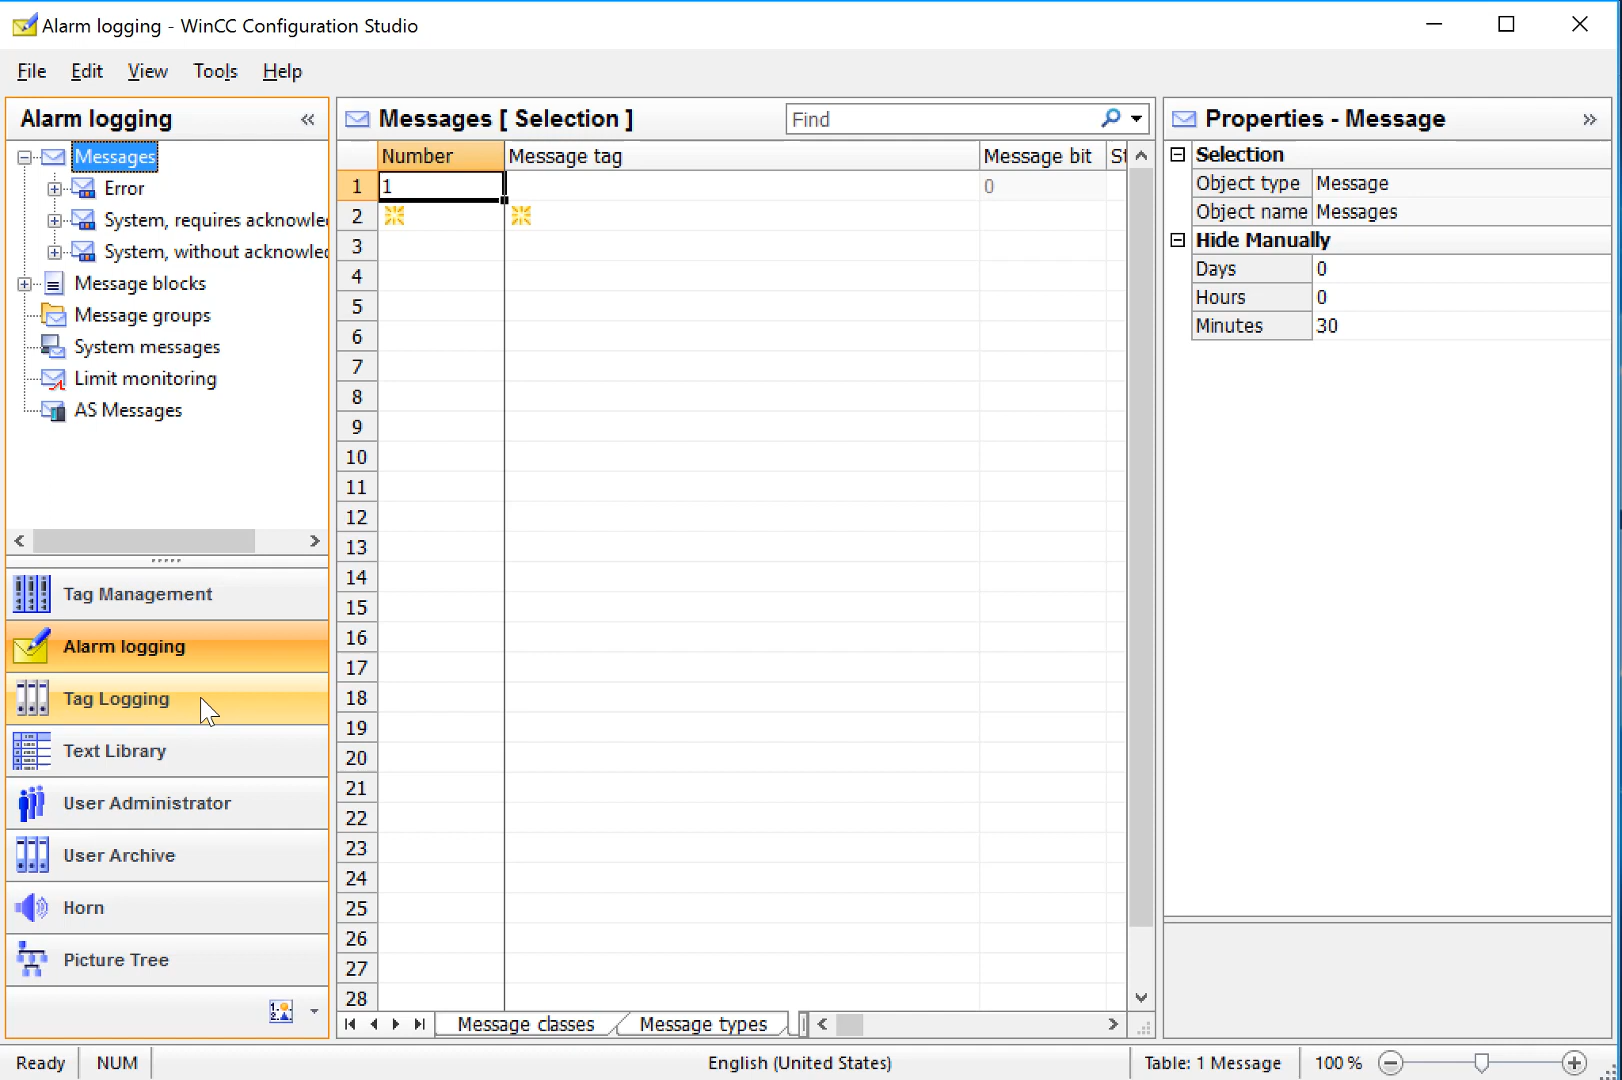 Alarm logging - WinCC Configuration Studio
File Edit View Tools Help
Alarm logging «
Messages
Error
System, requires acknowle
System, without acknowle
Message blocks
Message groups
System messages
Limit monitoring
AS Messages
Tag Management
Alarm logging
Tag Logging
Text Library
User Administrator
User Archive
Horn
Picture Tree
Messages [ Selection ] Find
Number Message tag Message bit St
1 1 0
2
3
4
5
6
7
8
9
10
11
12
13
14
15
16
17
18
19
20
21
22
23
24
25
26
27
28
Message classes Message types
Properties - Message »
Selection
Object type Message
Object name Messages
Hide Manually
Days 0
Hours 0
Minutes 30
Ready NUM English (United States) Table: 1 Message 100 %